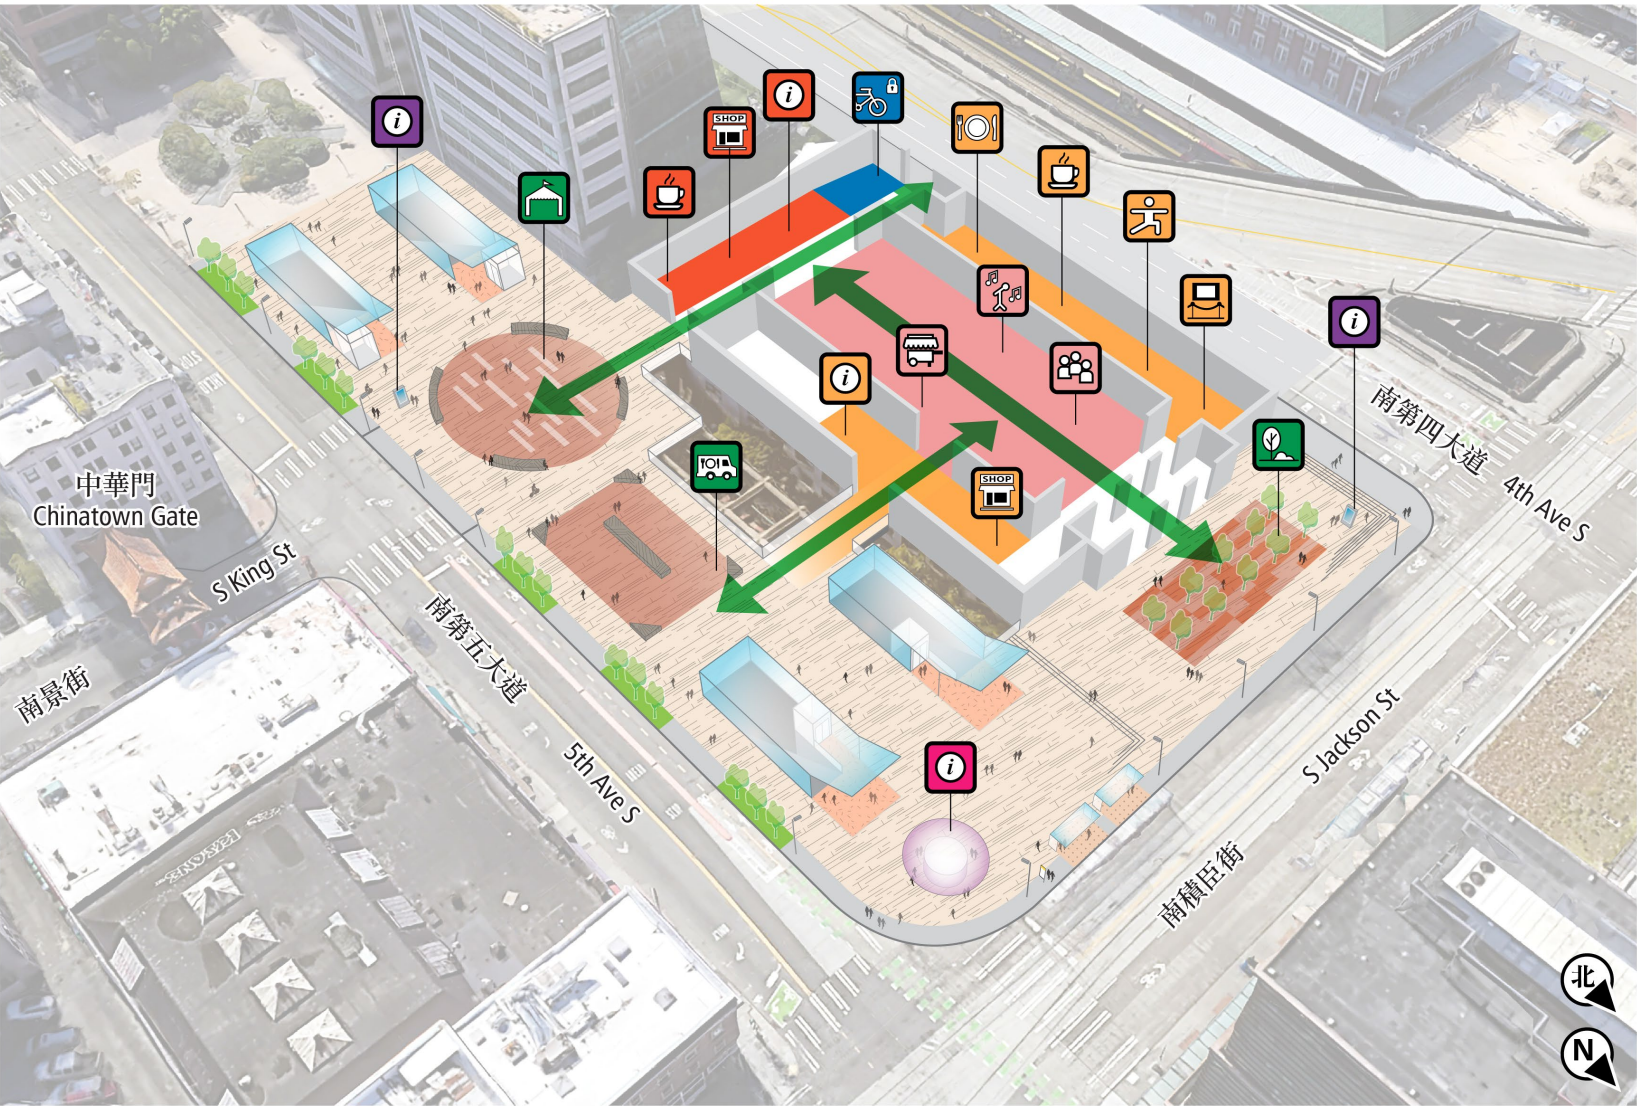 SHOP
SHOP
中華門
Chinatown Gate
S King St
南景街
南第五大道
5th Ave S
南第四大道
4th Ave S
S Jackson St
南積臣街
北
N